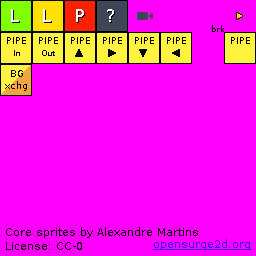 L L P ?
brk
PIPE PIPE PIPE PIPE PIPE PIPE PIPE
In Out
BG
xchg
Core sprites by Alexandre Martins
License: CC-0 opensurge2d.org